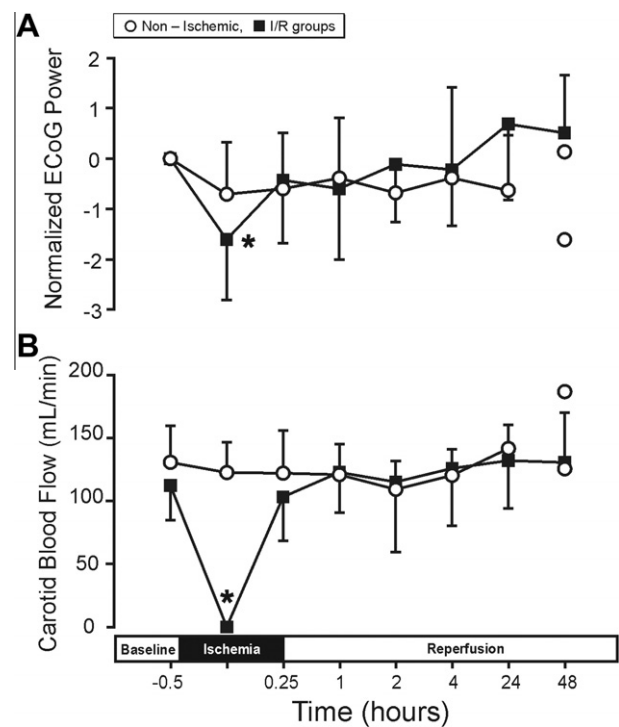 A
Non – Ischemic, I/R groups
Normalized ECoG Power
2
1
0
-1
-2
-3
*
B
Carotid Blood Flow (mL/min)
200
150
100
50
0
*
Baseline Ischemia Reperfusion
-0.5 0.25 1 2 4 24 48
Time (hours)